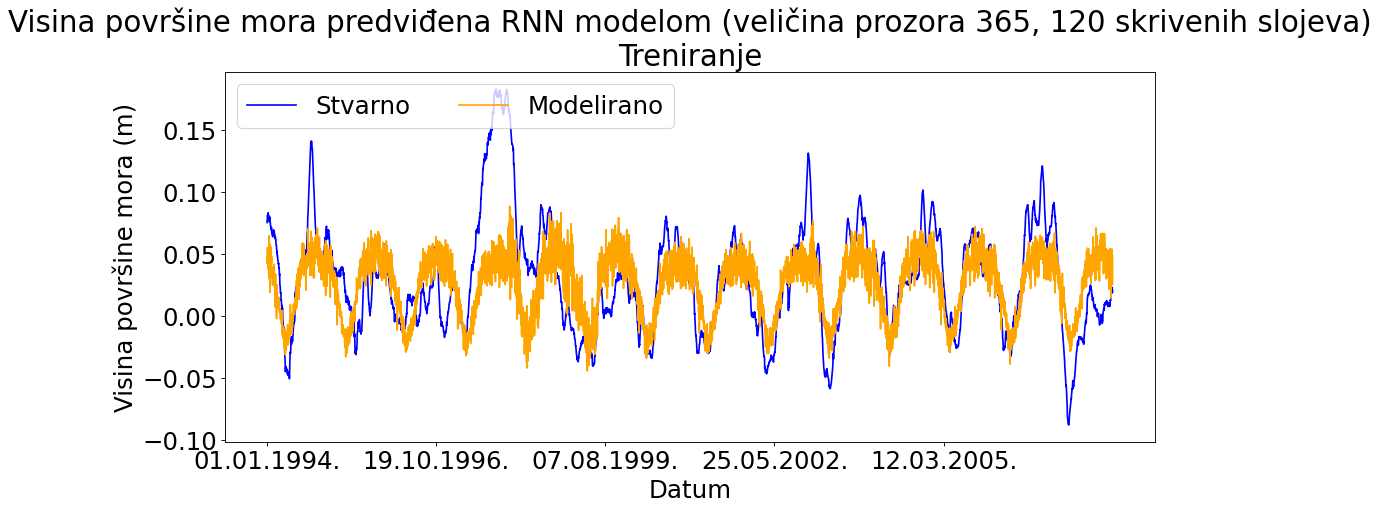 Visina površine mora predviđena RNN modelom (veličina prozora 365, 120 skrivenih slojeva)
Treniranje
Stvarno Modelirano
Visina površine mora (m)
0.15
0.10
0.05
0.00
−0.05
−0.10
01.01.1994. 19.10.1996. 07.08.1999. 25.05.2002. 12.03.2005.
Datum